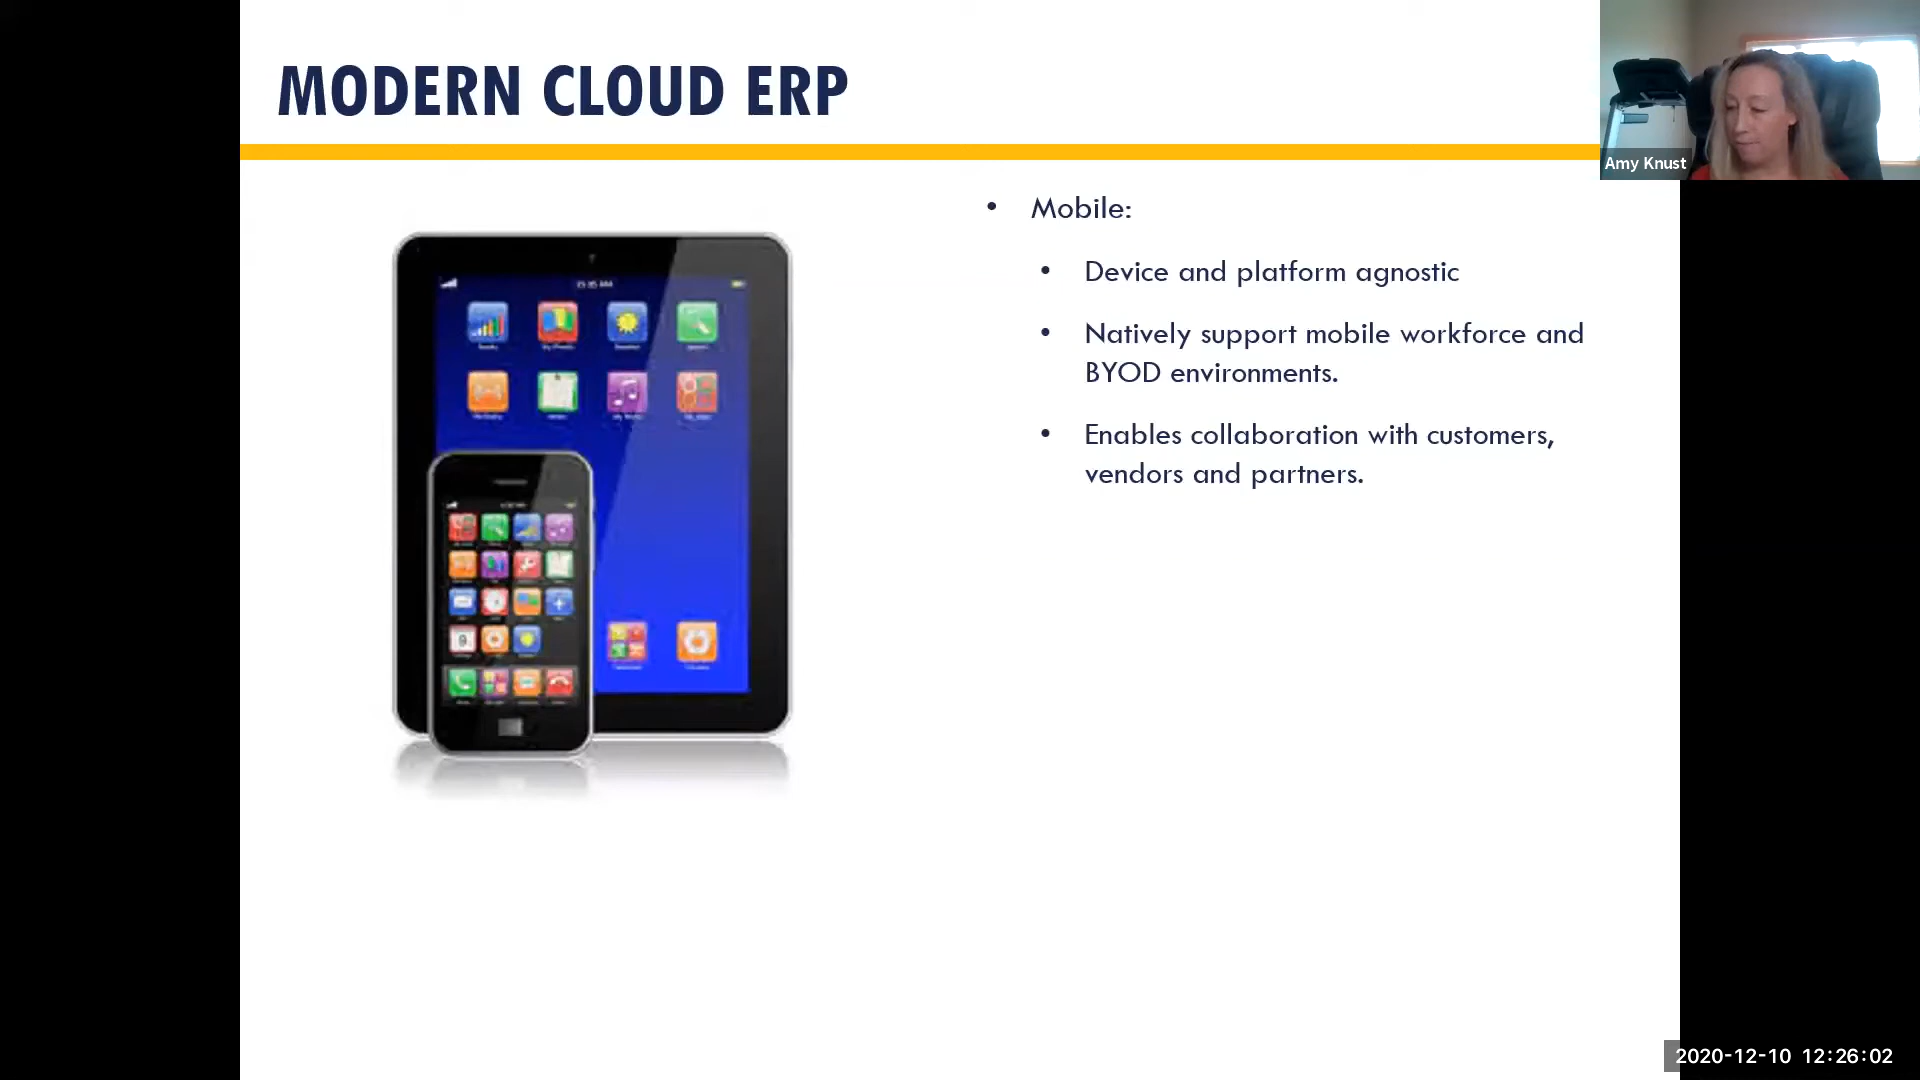 MODERN CLOUD ERP
Amy Knust
• Mobile:
• Device and platform agnostic
• Natively support mobile workforce and
BYOD environments.
• Enables collaboration with customers,
vendors and partners.
2020-12-10 12:26:02